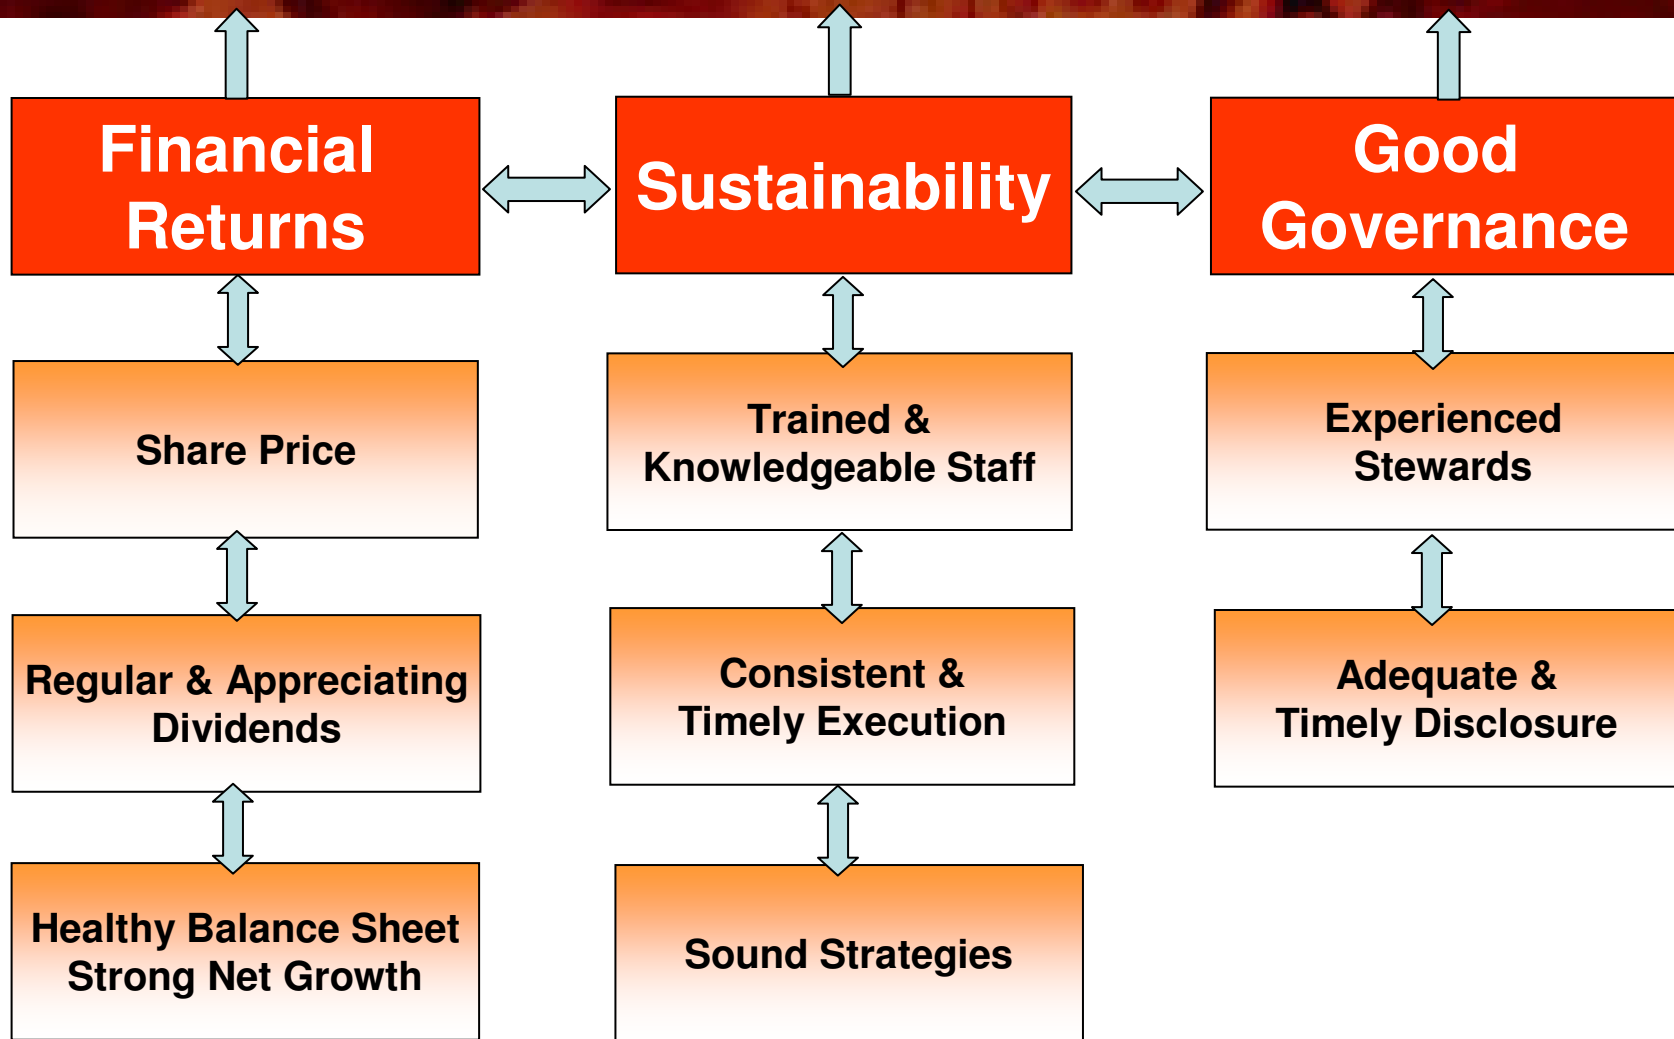 Financial
Returns
Sustainability
Good
Governance
Share Price
Trained &
Knowledgeable Staff
Experienced
Stewards
Regular & Appreciating
Dividends
Consistent &
Timely Execution
Adequate &
Timely Disclosure
Healthy Balance Sheet
Strong Net Growth
Sound Strategies